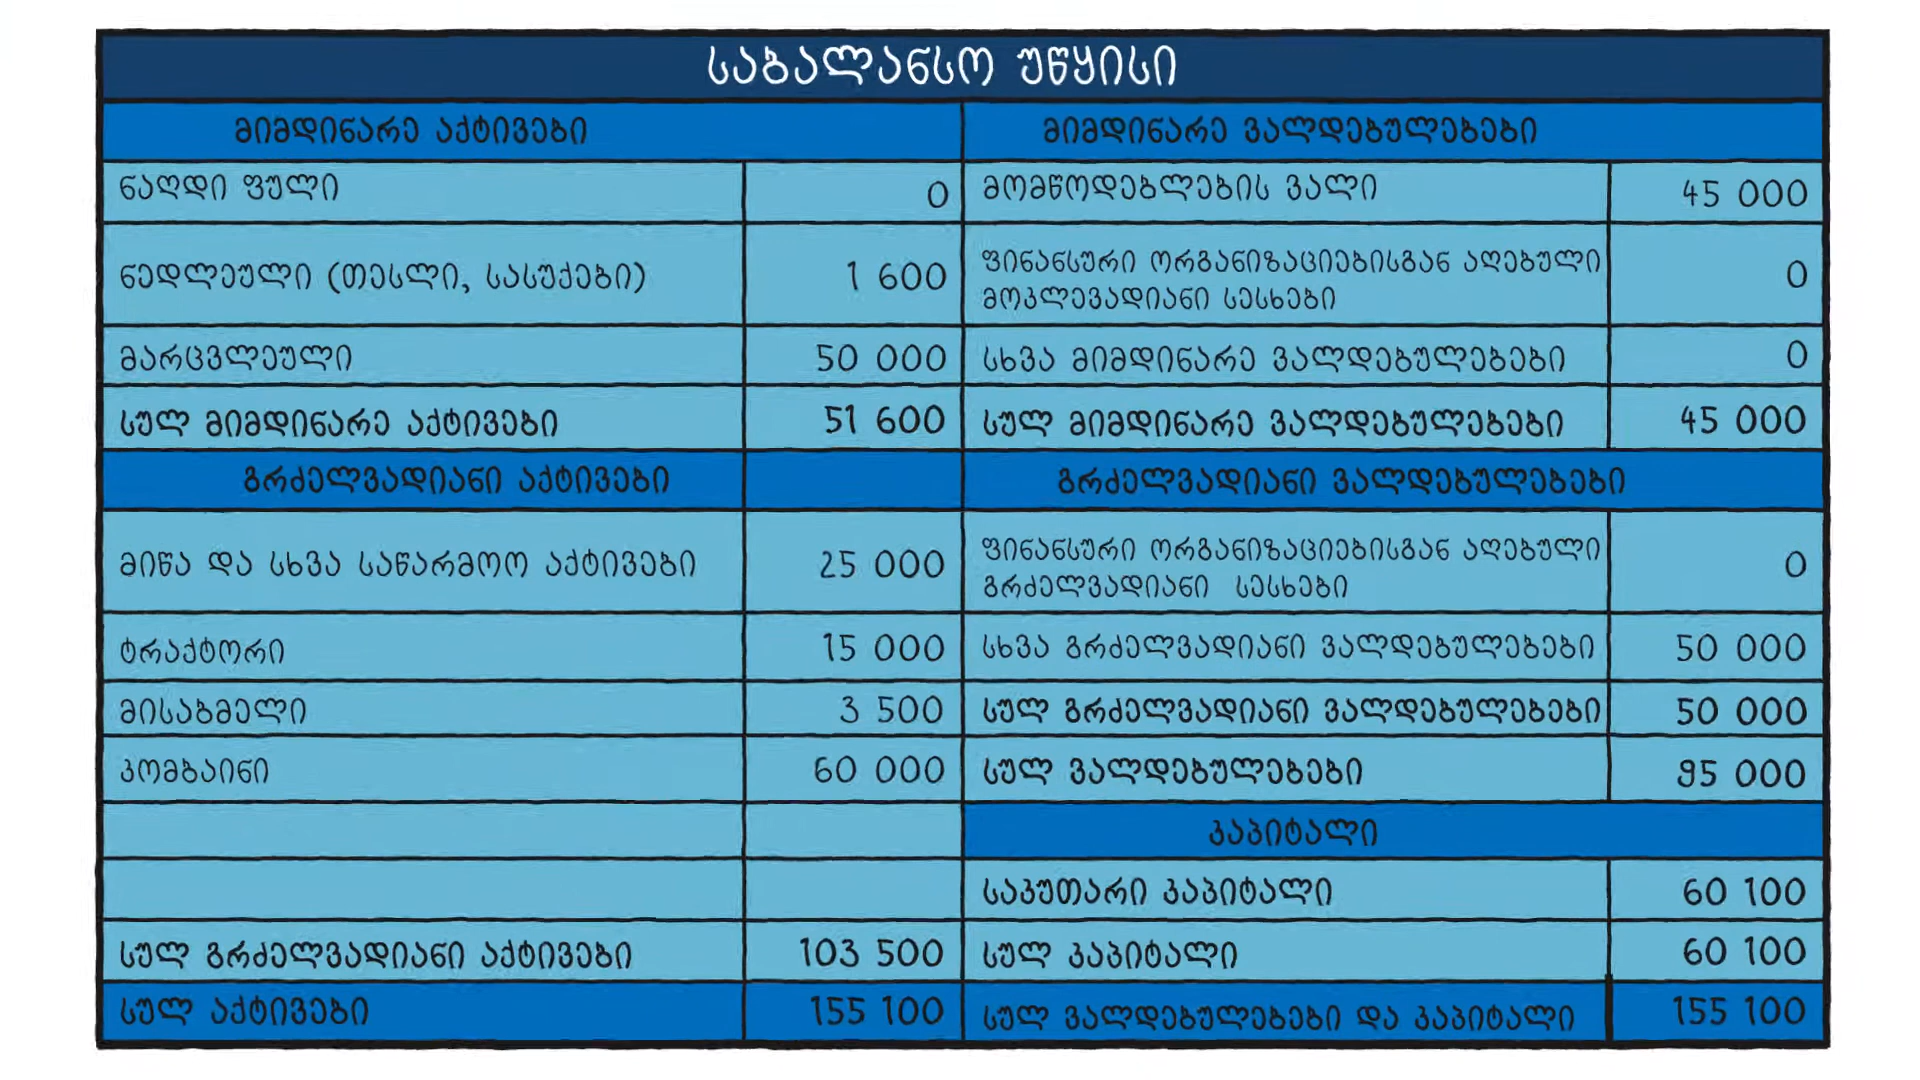 საბალანსო უწყისი
მიმდინარე აქტივები
მიმდინარე ვალდებულებები
ნაღდი ფული 0
მომწოდებლების ვალი 45 000
ნედლეული (თესლი, სასუქები) 1 600
ფინანსური ორგანიზაციებისგან აღებული
მოკლევადიანი სესხები 0
მარცვლეული 50 000
სხვა მიმდინარე ვალდებულებები 0
სულ მიმდინარე აქტივები 51 600
სულ მიმდინარე ვალდებულებები 45 000
გრძელვადიანი აქტივები
გრძელვადიანი ვალდებულებები
მიწა და სხვა საწარმოო აქტივები 25 000
ფინანსური ორგანიზაციებისგან აღებული
გრძელვადიანი სესხები 0
ტრაქტორი 15 000
სხვა გრძელვადიანი ვალდებულებები 50 000
მისაბმელი 3 500
სულ გრძელვადიანი ვალდებულებები 50 000
კომბაინი 60 000
სულ ვალდებულებები 95 000
კაპიტალი
საკუთარი კაპიტალი 60 100
სულ გრძელვადიანი აქტივები 103 500
სულ კაპიტალი 60 100
სულ აქტივები 155 100
სულ ვალდებულებები და კაპიტალი 155 100